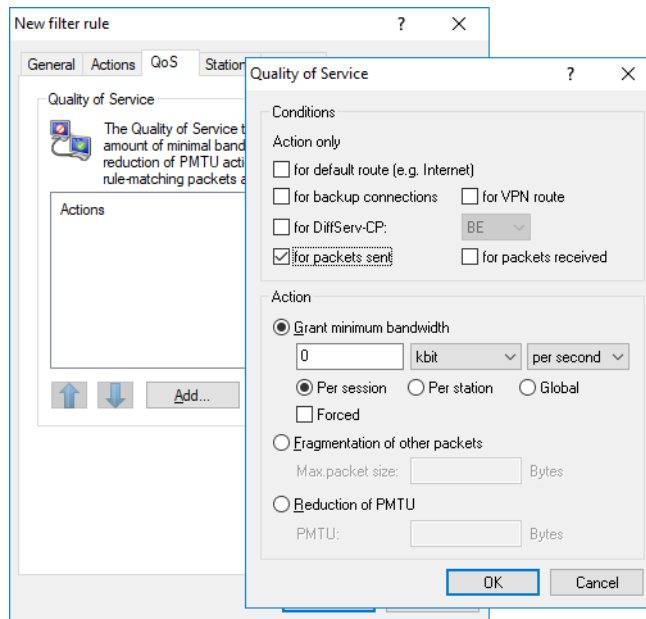 New filter rule ? ×
General Actions QoS Station
Quality of Service
The Quality of Service
amount of minimal band
reduction of PMTU acti
rule-matching packets a
Actions
Add...
Quality of Service ? ×
Conditions
Action only
for default route (e.g. Internet)
for backup connections for VPN route
for DiffServ-CP: BE
for packets sent for packets received
Action
Grant minimum bandwidth
0 kbit per second
Per session Per station Global
Forced
Fragmentation of other packets
Max.packet size: Bytes
Reduction of PMTU
PMTU: Bytes
OK Cancel